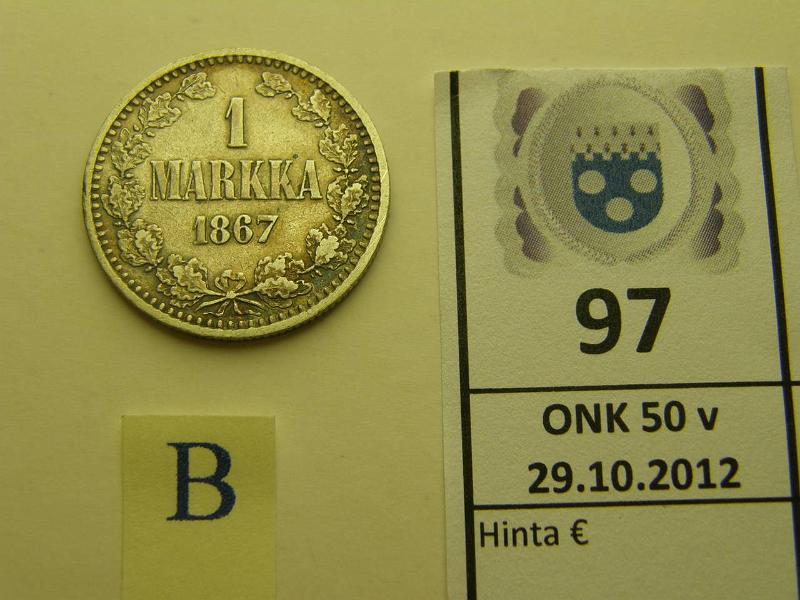 1
MARKKA
1867
B
97
ONK 50 v
29.10.2012
Hinta €